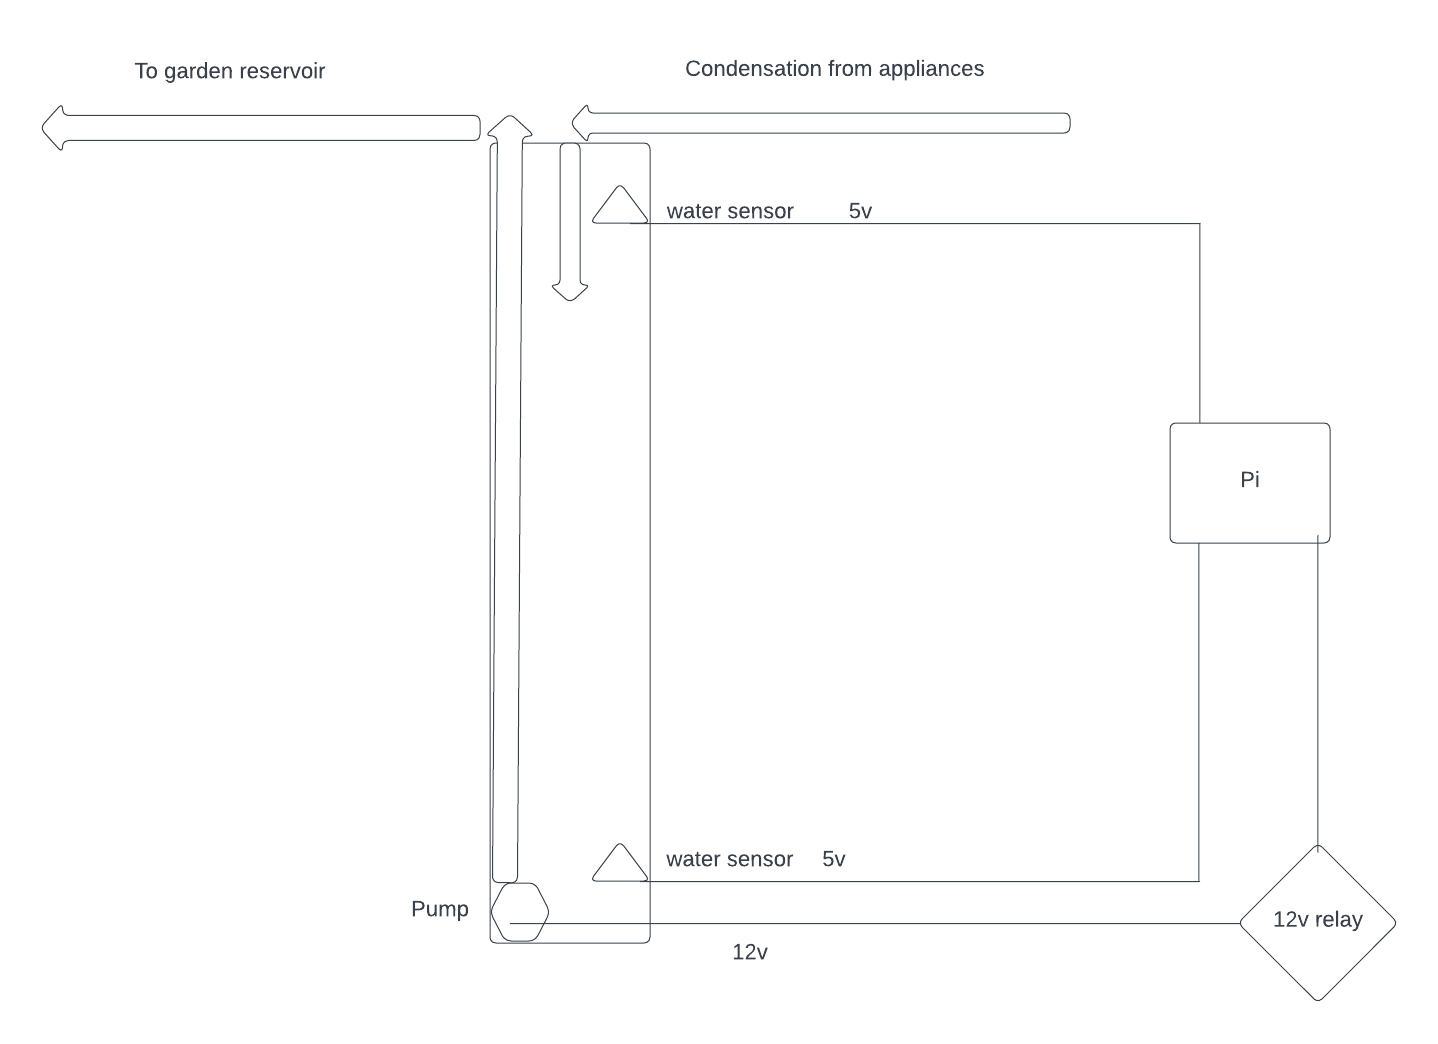 To garden reservoir
Condensation from appliances
water sensor 5v
Pi
water sensor 5v
Pump
12v relay
12v